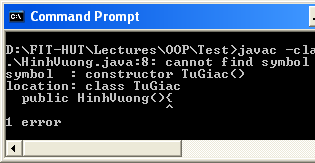 Command Prompt
D:\FIT-HUT\Lectures\OOP\Test>javac -cla
.\HinhVuong.java:8: cannot find symbol
symbol  : constructor TuGiac()
location: class TuGiac
  public HinhVuong(){
                    ^
1 error